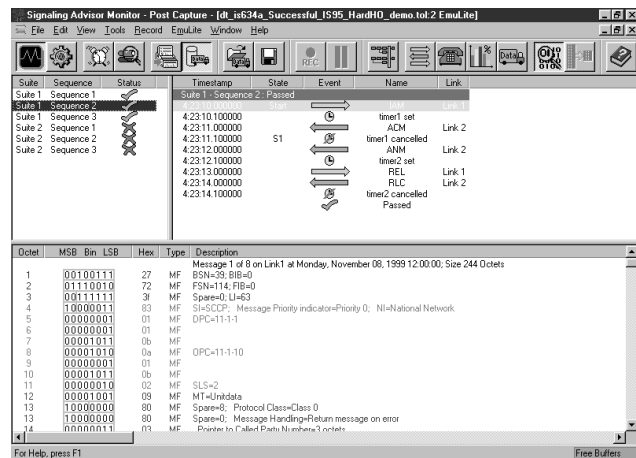 Signaling Advisor Monitor - Post Capture - [dt_is634a_Successful_IS95_HardHO_demo.tol:2 EmuLite]
File Edit View Tools Record EmuLite Window Help
REC
Data
Suite Sequence Status
Suite 1 Sequence 1
Suite 1 Sequence 2
Suite 1 Sequence 3
Suite 2 Sequence 1
Suite 2 Sequence 2
Suite 2 Sequence 3
Timestamp State Event Name Link
Suite 1 - Sequence 2 : Passed
4:23:10.000000 Start IAM Link 1
4:23:10.100000 timer1 set
4:23:11.000000 ACM Link 2
4:23:11.100000 S1 timer1 cancelled
4:23:12.000000 ANM Link 2
4:23:12.100000 timer2 set
4:23:13.000000 REL Link 1
4:23:14.000000 RLC Link 2
4:23:14.100000 timer2 cancelled
Passed
Octet MSB Bin LSB Hex Type Description
Message 1 of 8 on Link1 at Monday, November 08, 1999 12:00:00; Size 244 Octets
1 00100111 27 MF BSN=39; BIB=0
2 01110010 72 MF FSN=114; FIB=0
3 00111111 3f MF Spare=0; LI=63
4 10000011 83 MF SI=SCCP; Message Priority indicator=Priority 0; NI=National Network
5 00000001 01 MF DPC=11-1-1
6 00000001 01 MF
7 00001011 0b MF
8 00001010 0a MF OPC=11-1-10
9 00000001 01 MF
10 00001011 0b MF
11 00000010 02 MF SLS=2
12 00001001 09 MF MT=Unitdata
13 10000000 80 MF Spare=8; Protocol Class=Class 0
13 10000000 80 MF Spare=0; Message Handling=Return message on error
14 00000011 03 MF Pointer to Called Party Number=3 octets
For Help, press F1
Free Buffers